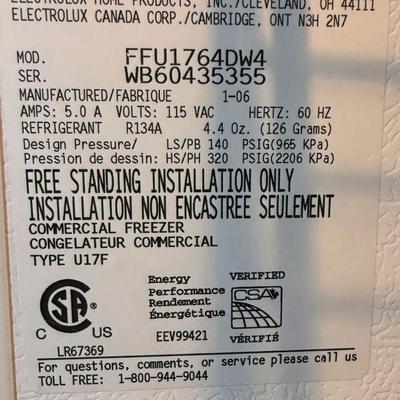 ELECTROLUX HOME PRODUCTS, INC./CLEVELAND, OH 44111
ELECTROLUX CANADA CORP./CAMBRIDGE, ONT N3H 2N7
MOD. FFU1764DW4
SER. WB60435355
MANUFACTURED/FABRIQUE 1-06
AMPS: 5.0 A VOLTS: 115 VAC HERTZ: 60 HZ
REFRIGERANT R134A 4.4 Oz. (126 Grams)
Design Pressure/ LS/PB 140 PSIG(965 KPa)
Pression de dessin: HS/PH 320 PSIG(2206 KPa)
FREE STANDING INSTALLATION ONLY
INSTALLATION NON ENCASTREE SEULEMENT
COMMERCIAL FREEZER
CONGELATEUR COMMERCIAL
TYPE U17F
Energy
Performance
Rendement
Énergétique
VERIFIED
CSA
VÉRIFIÉ
CSA
C US
EEV99421
LR67369
For questions, comments, or service please call:
TOLL FREE: 1-800-944-9044